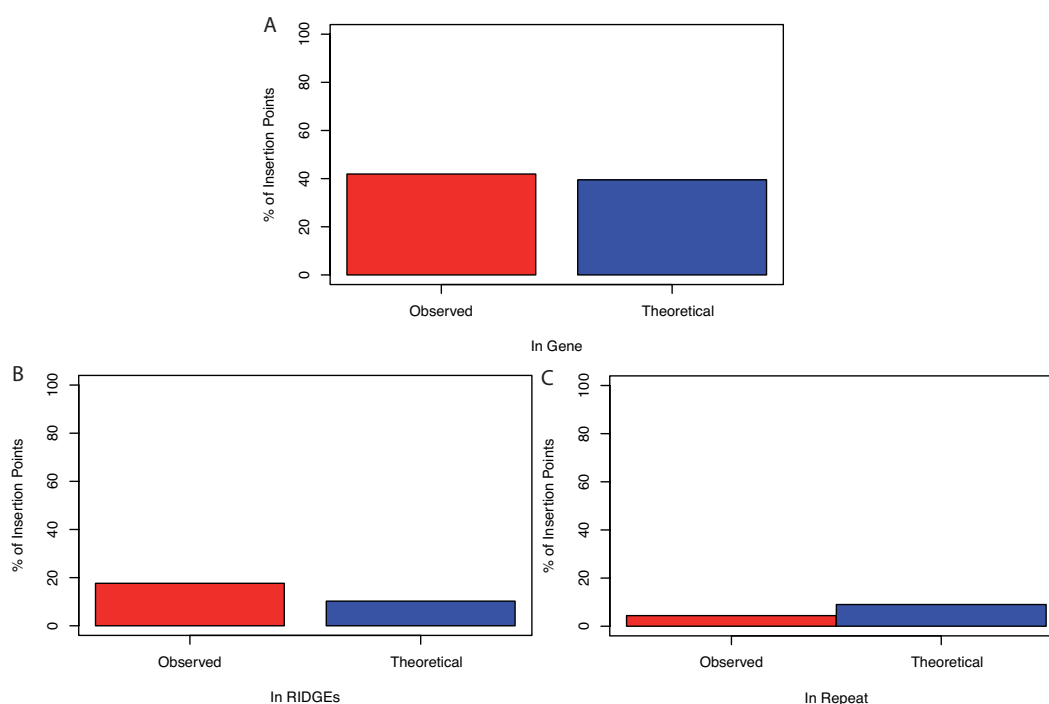 A
% of Insertion Points
100
80
60
40
20
0
Observed
Theoretical
In Gene
B
% of Insertion Points
100
80
60
40
20
0
Observed
Theoretical
In RIDGEs
C
% of Insertion Points
100
80
60
40
20
0
Observed
Theoretical
In Repeat